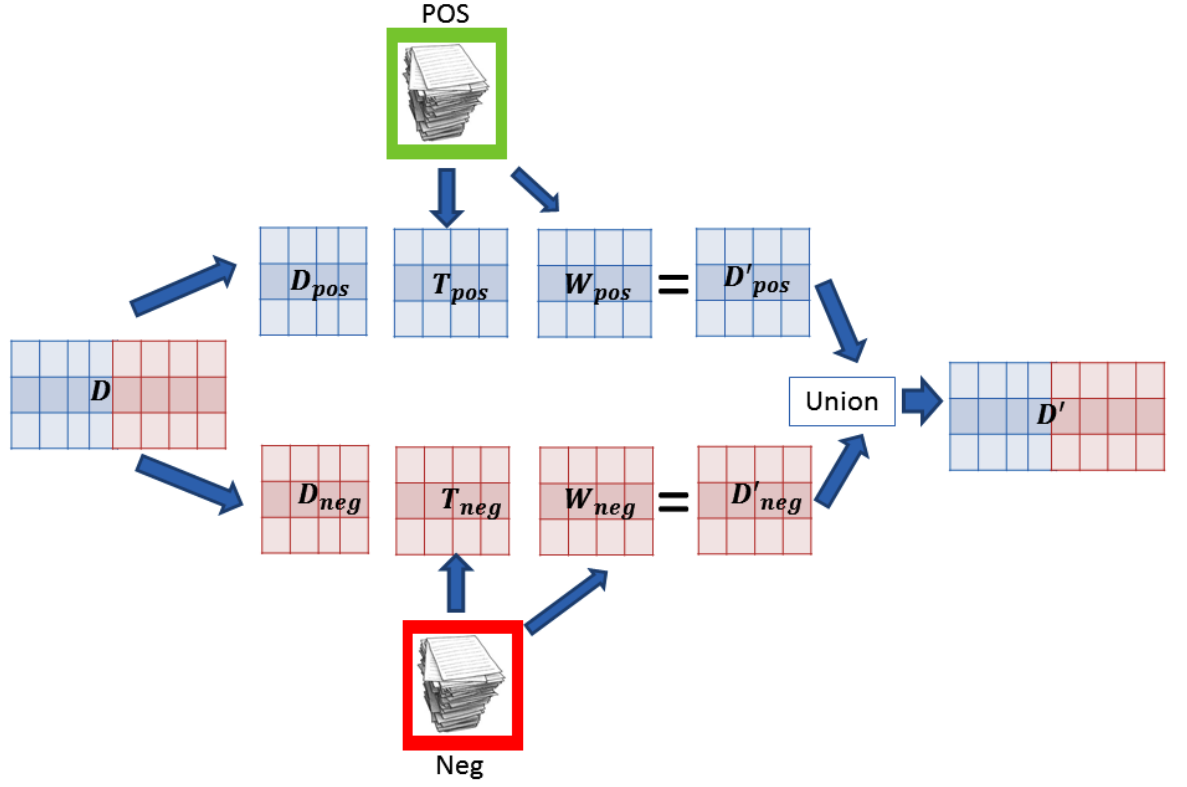 POS
D_pos T_pos W_pos = D'_pos
D
Union
D'
D_neg T_neg W_neg = D'_neg
Neg